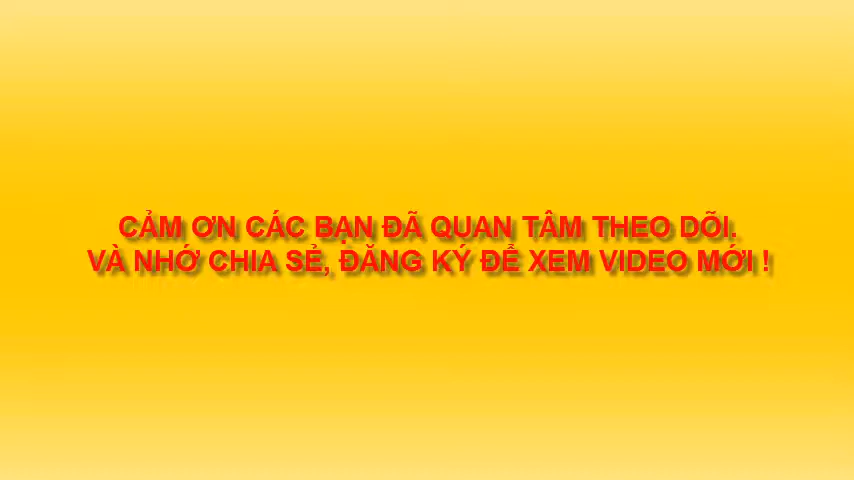 CẢM ƠN CÁC BẠN ĐÃ QUAN TÂM THEO DÕI.
VÀ NHỚ CHIA SẺ, ĐĂNG KÝ ĐỂ XEM VIDEO MỚI !